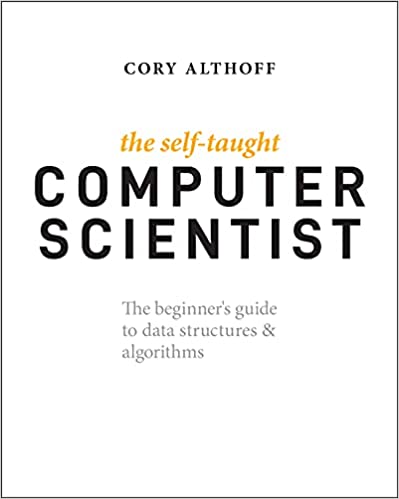 CORY ALTHOFF
the self-taught
COMPUTER
SCIENTIST
The beginner's guide
to data structures &
algorithms